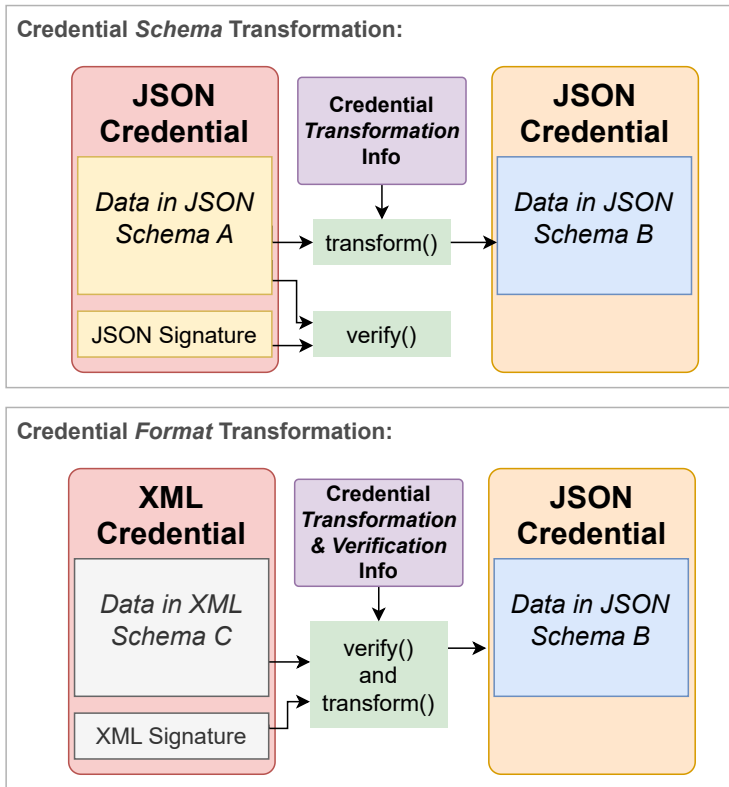 Credential Schema Transformation:
JSON
Credential
Data in JSON
Schema A
JSON Signature
Credential
Transformation
Info
transform()
verify()
JSON
Credential
Data in JSON
Schema B
Credential Format Transformation:
XML
Credential
Data in XML
Schema C
XML Signature
Credential
Transformation
& Verification
Info
verify()
and
transform()
JSON
Credential
Data in JSON
Schema B